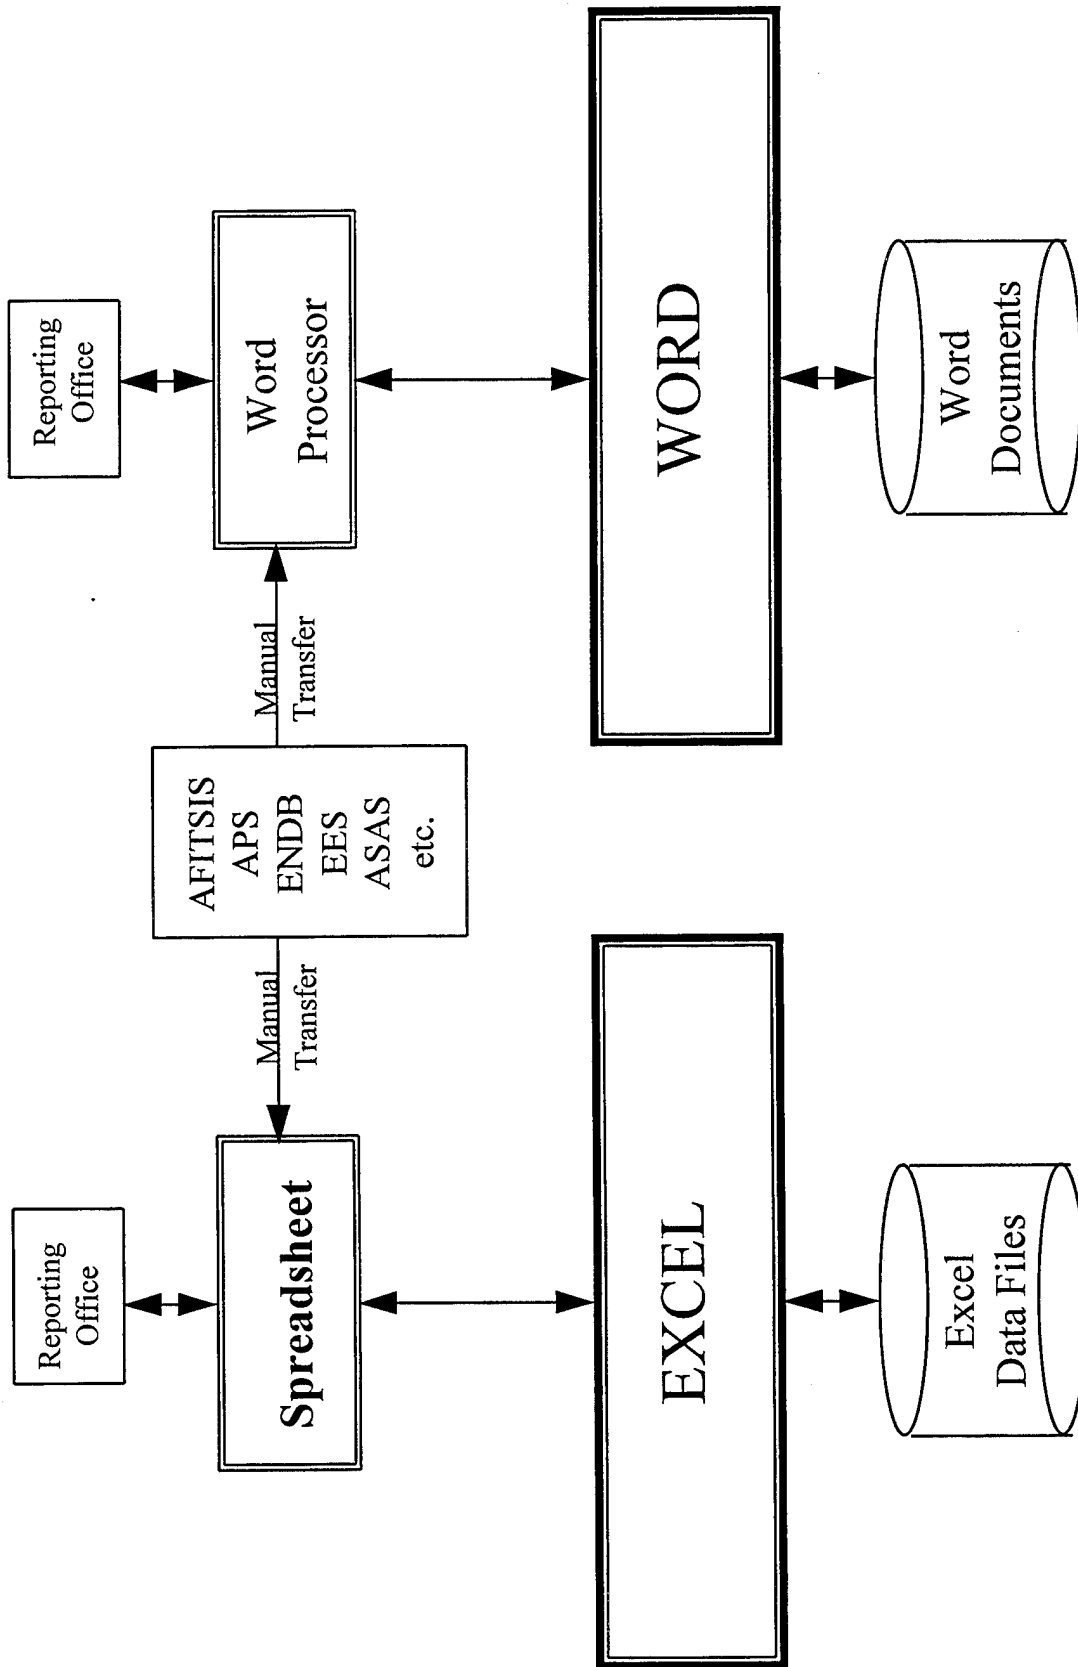 Reporting
Office
Spreadsheet
EXCEL
Excel
Data Files
Manual
Transfer
AFITSIS
APS
ENDB
EES
ASAS
etc.
Manual
Transfer
Reporting
Office
Word
Processor
WORD
Word
Documents